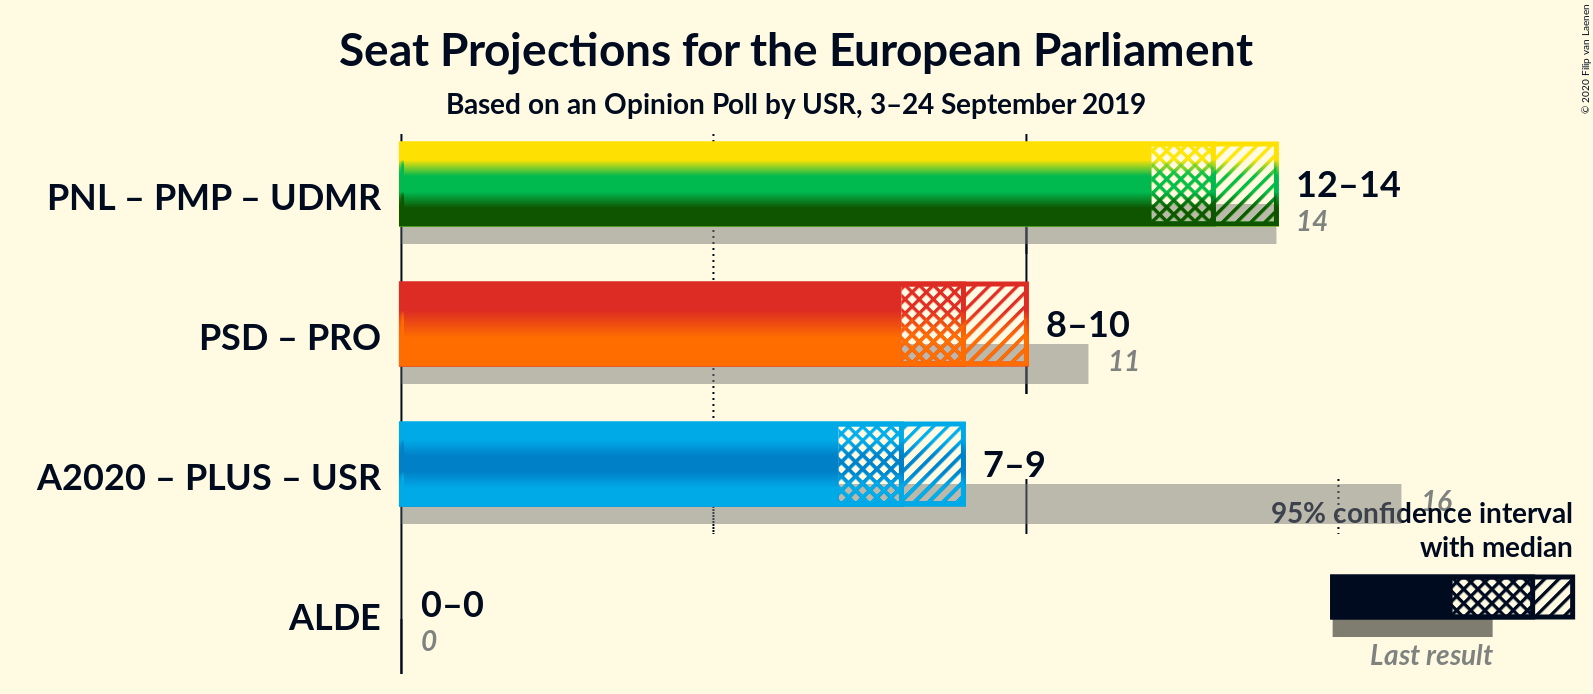 Seat Projections for the European Parliament
Based on an Opinion Poll by USR, 3–24 September 2019
© 2020 Filip van Laenen
PNL – PMP – UDMR
12–14
14
PSD – PRO
8–10
11
A2020 – PLUS – USR
7–9
16
95% confidence interval
with median
ALDE
0–0
0
Last result